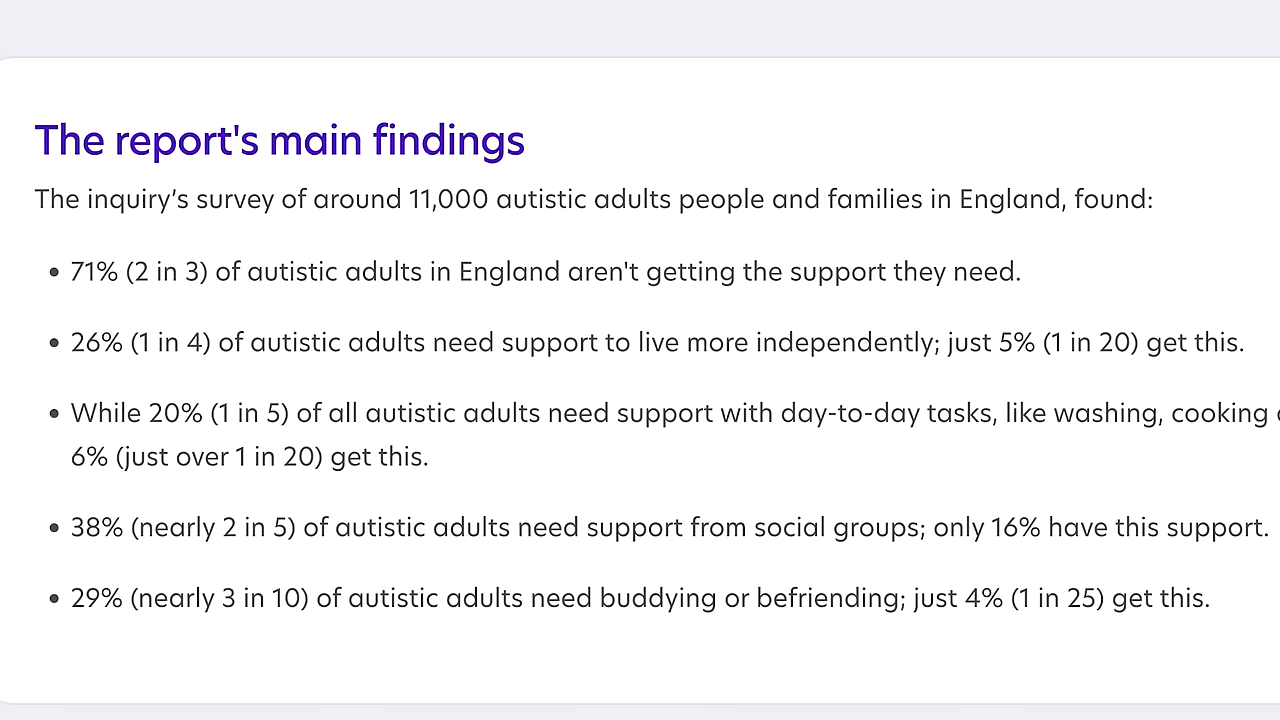 The report's main findings
The inquiry’s survey of around 11,000 autistic adults people and families in England, found:
• 71% (2 in 3) of autistic adults in England aren't getting the support they need.
• 26% (1 in 4) of autistic adults need support to live more independently; just 5% (1 in 20) get this.
• While 20% (1 in 5) of all autistic adults need support with day-to-day tasks, like washing, cooking
6% (just over 1 in 20) get this.
• 38% (nearly 2 in 5) of autistic adults need support from social groups; only 16% have this support.
• 29% (nearly 3 in 10) of autistic adults need buddying or befriending; just 4% (1 in 25) get this.